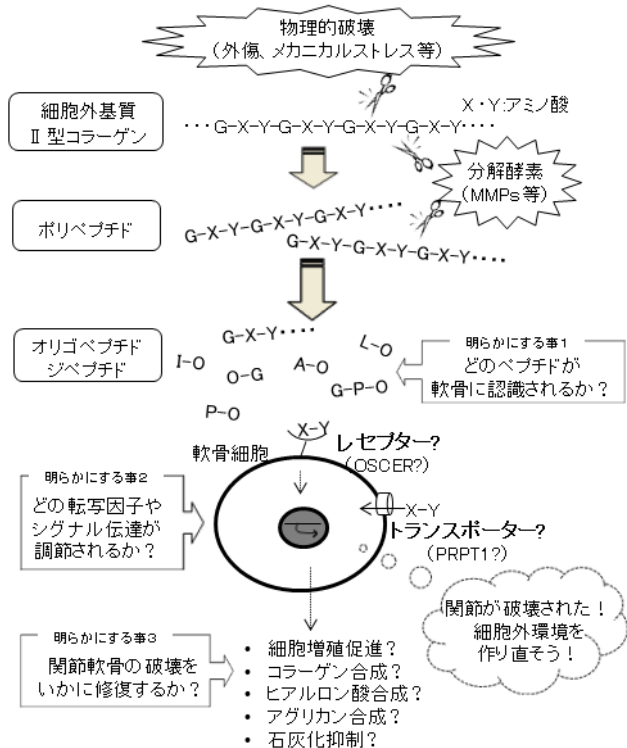 物理的破壊
(外傷、メカニカルストレス等)
細胞外基質
Ⅱ型コラーゲン
X・Y:アミノ酸
・・・G-X-Y-G-X-Y-G-X-Y-G-X-Y・・・・
分解酵素
(MMPs等)
ポリペプチド
G-X-Y-G-X-Y-G-X-Y・・・・
G-X-Y-G-X-Y-G-X-Y・・・・
オリゴペプチド
ジペプチド
G-X-Y・・・・
I-O
O-G
A-O
L-O
G-P-O
P-O
明らかにする事1
どのペプチドが
軟骨に認識されるか？
X-Y
軟骨細胞
レセプター?
(OSCER?)
明らかにする事2
どの転写因子や
シグナル伝達が
調節されるか？
X-Y
トランスポーター?
(PRPT1?)
関節が破壊された！
細胞外環境を
作り直そう！
明らかにする事3
関節軟骨の破壊を
いかに修復するか？
• 細胞増殖促進?
• コラーゲン合成?
• ヒアルロン酸合成?
• アグリカン合成?
• 石灰化抑制?